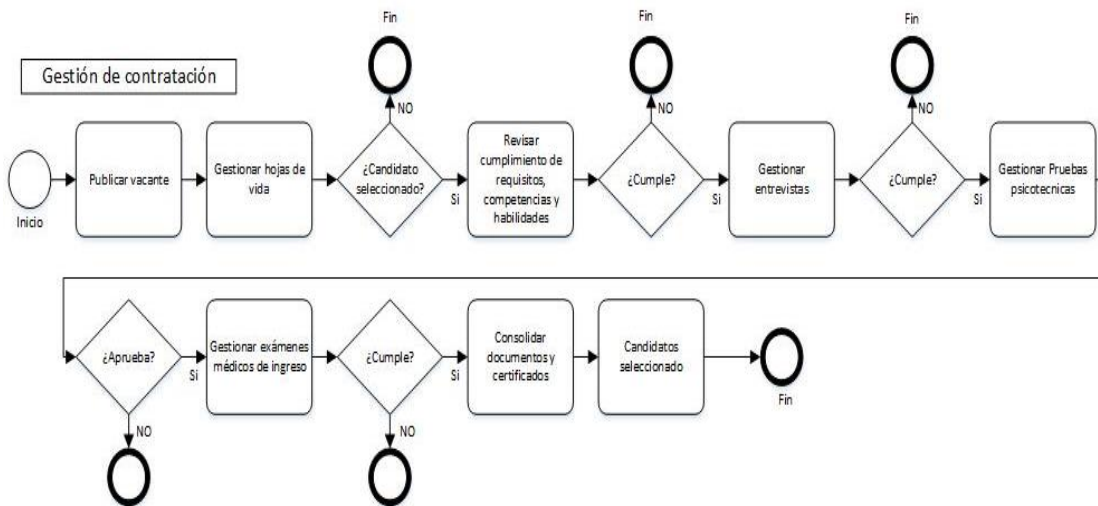 Fin
Fin
Fin
Gestión de contratación
NO
NO
NO
Inicio
Publicar vacante
Gestionar hojas de
vida
¿Candidato
seleccionado?
Si
Revisar
cumplimiento de
requisitos,
competencias y
habilidades
¿Cumple?
Si
Gestionar
entrevistas
¿Cumple?
Si
Gestionar Pruebas
psicotecnicas
¿Aprueba?
Si
NO
Gestionar exámenes
médicos de ingreso
¿Cumple?
Si
NO
Consolidar
documentos y
certificados
Candidatos
seleccionado
Fin